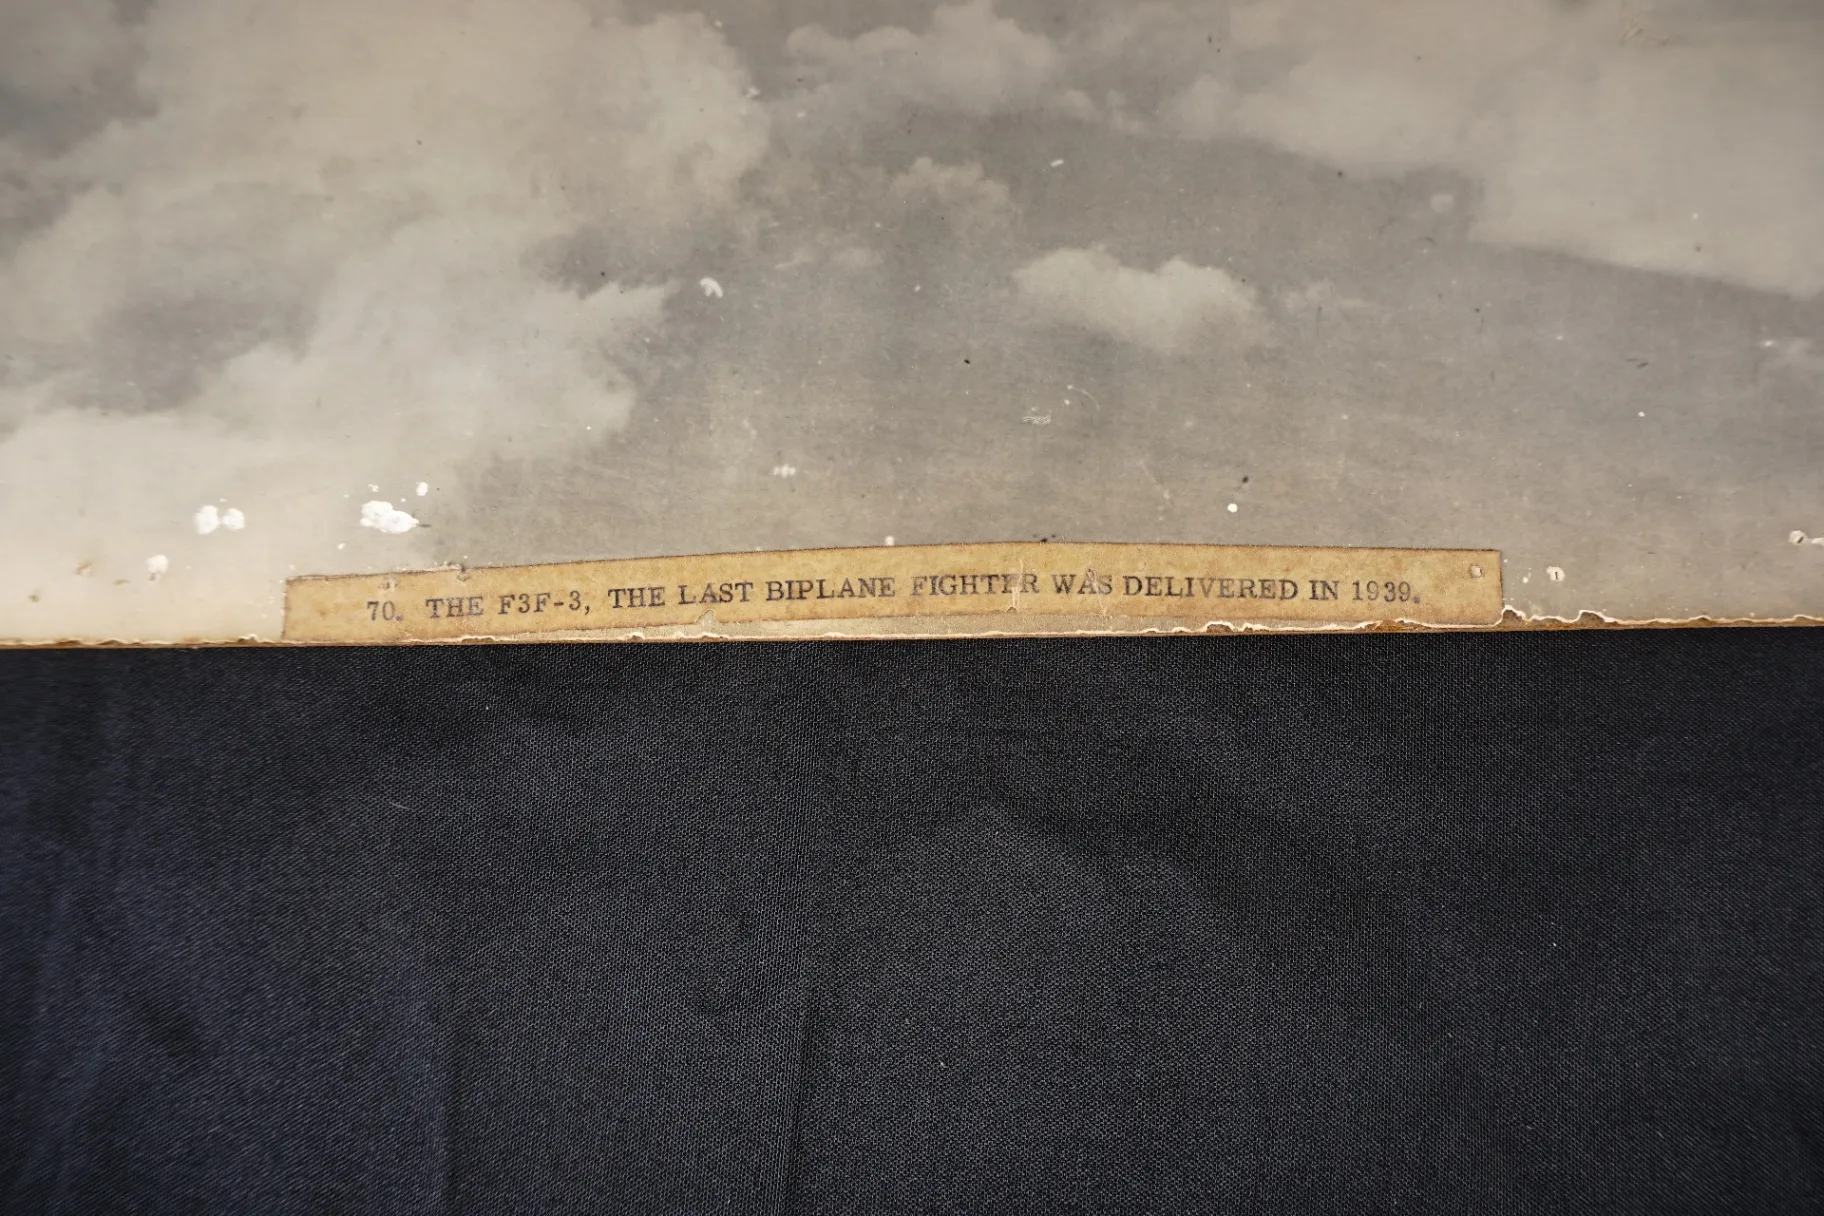 70. THE F3F-3, THE LAST BIPLANE FIGHTER WAS DELIVERED IN 1939.